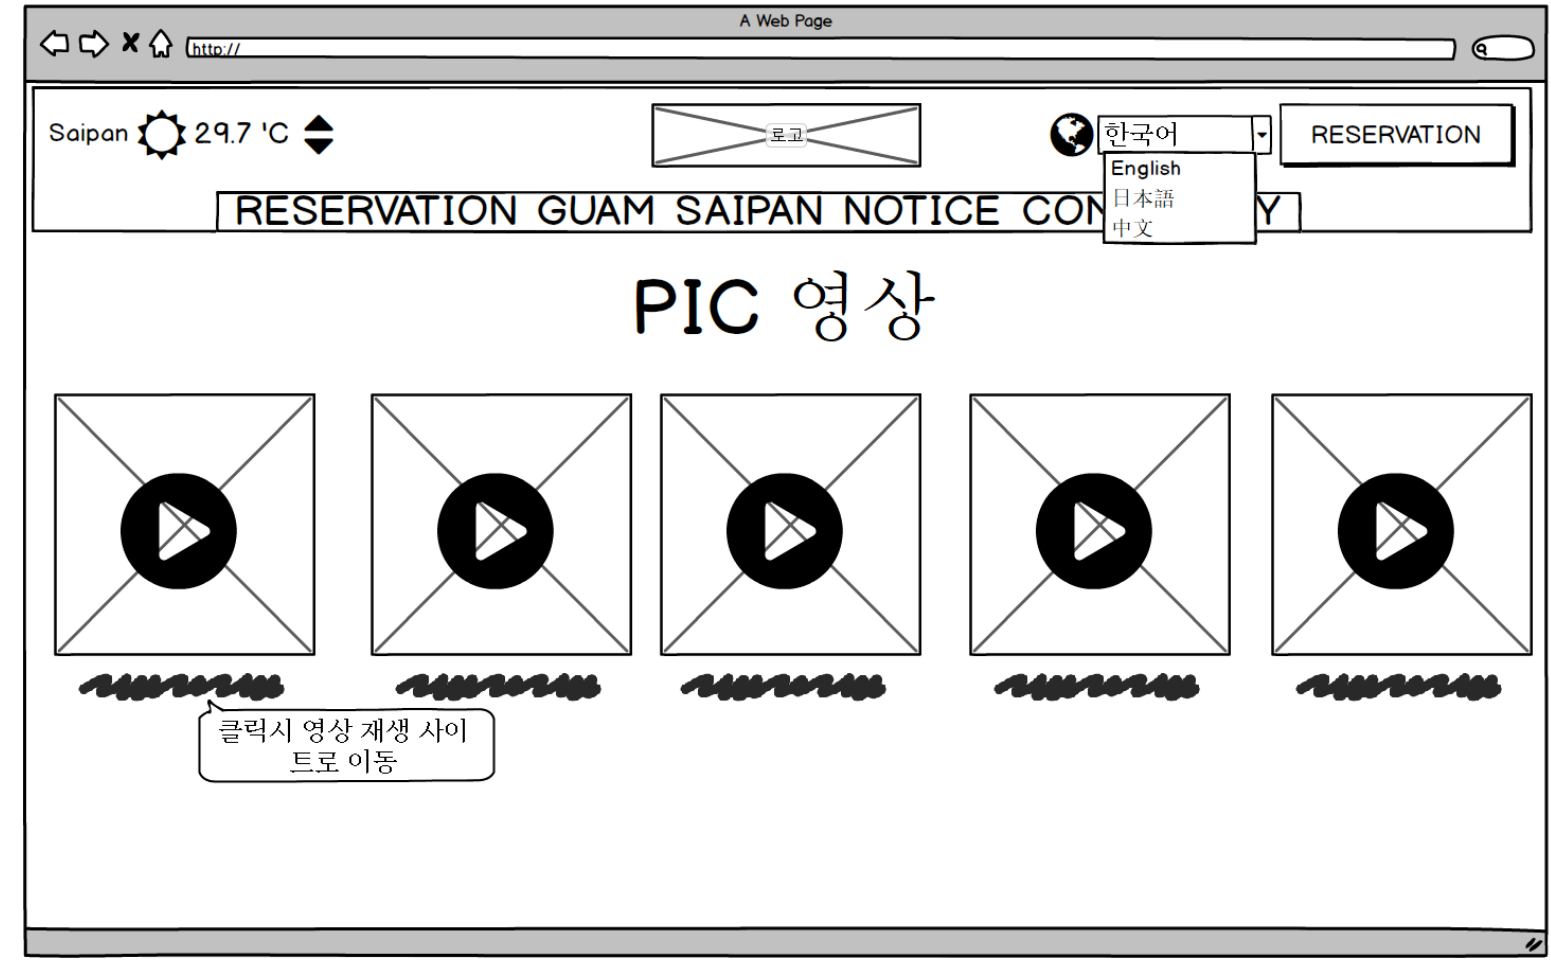 A Web Page
http://
Saipan 29.7 'C
로고
한국어
RESERVATION
English
日本語
中文
RESERVATION GUAM SAIPAN NOTICE
PIC 영상
클릭시 영상 재생 사이
트로 이동